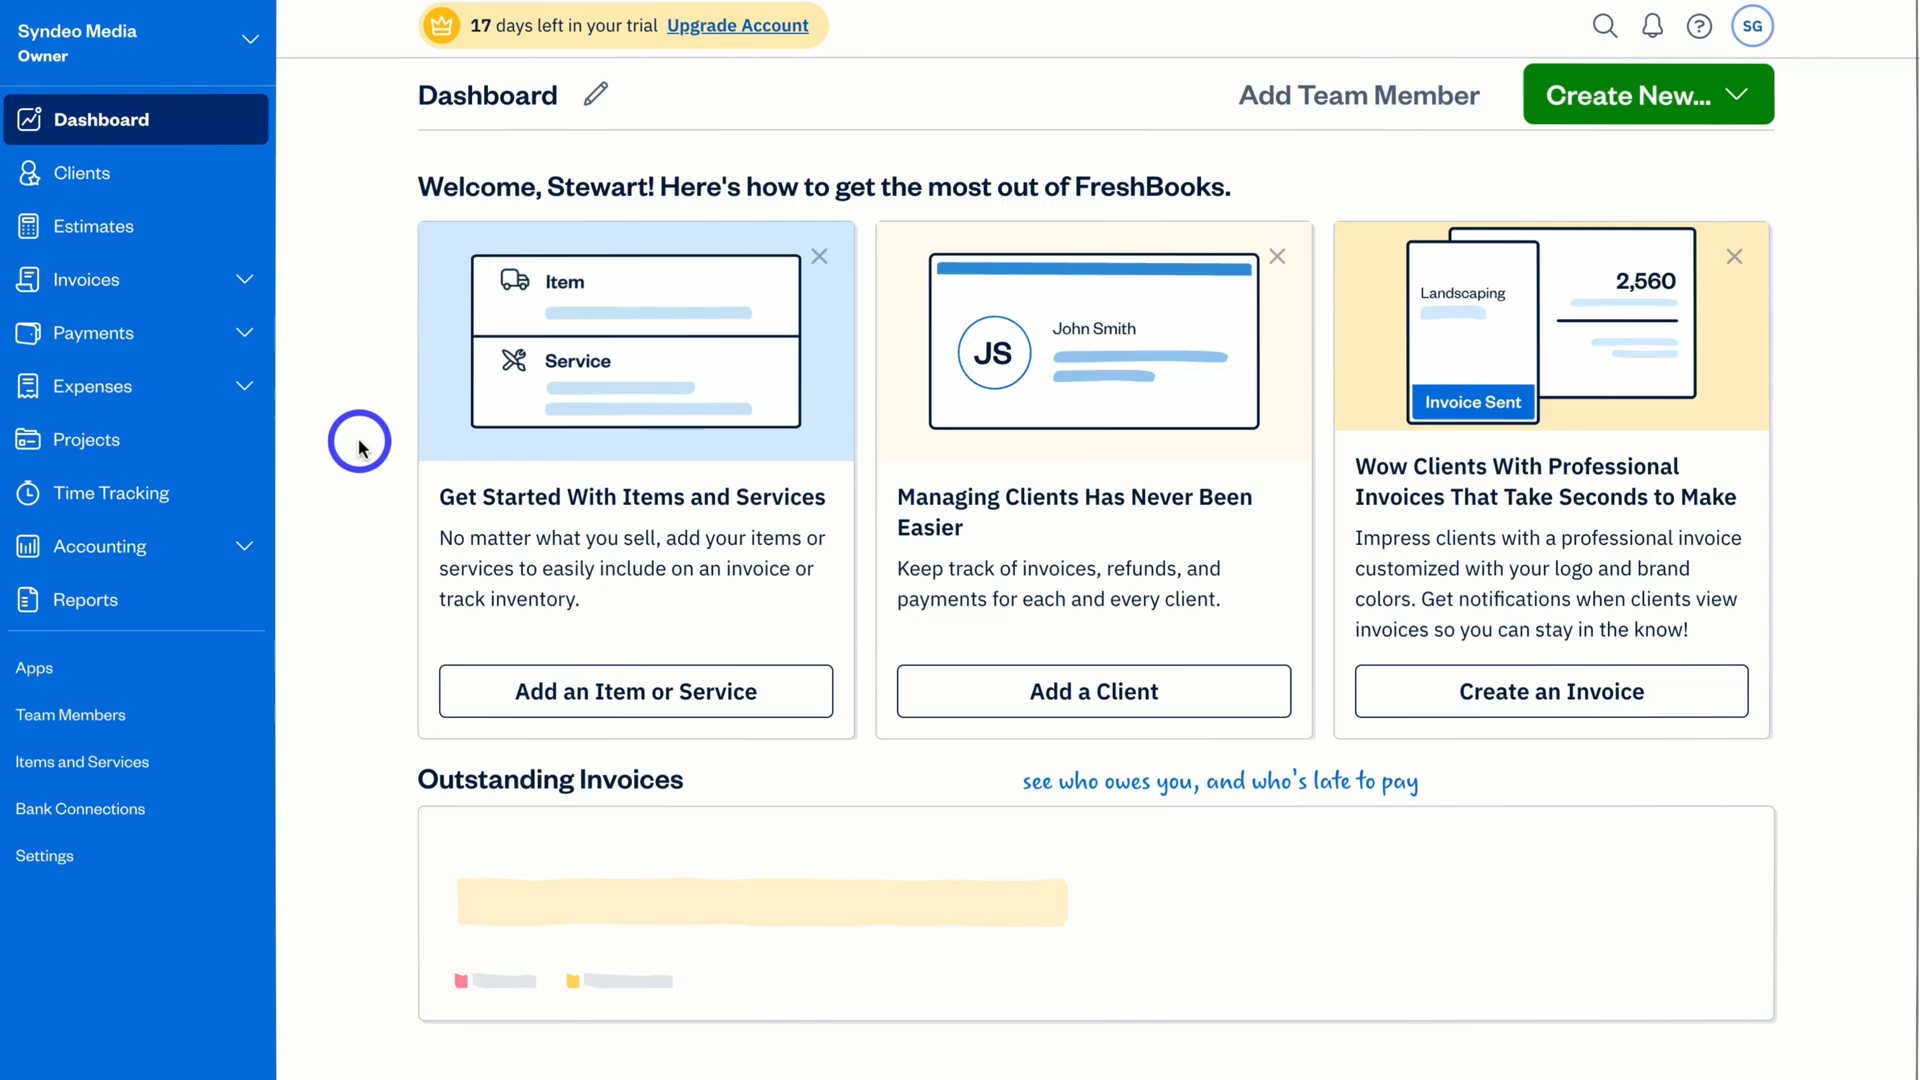 Syndeo Media
Owner
Dashboard
Clients
Estimates
Invoices
Payments
Expenses
Projects
Time Tracking
Accounting
Reports
Apps
Team Members
Items and Services
Bank Connections
Settings
17 days left in your trial Upgrade Account
SG
Dashboard
Add Team Member
Create New...
Welcome, Stewart! Here's how to get the most out of FreshBooks.
Item
Service
Get Started With Items and Services
No matter what you sell, add your items or
services to easily include on an invoice or
track inventory.
Add an Item or Service
JS
John Smith
Managing Clients Has Never Been
Easier
Keep track of invoices, refunds, and
payments for each and every client.
Add a Client
Landscaping
2,560
Invoice Sent
Wow Clients With Professional
Invoices That Take Seconds to Make
Impress clients with a professional invoice
customized with your logo and brand
colors. Get notifications when clients view
invoices so you can stay in the know!
Create an Invoice
Outstanding Invoices
see who owes you, and who's late to pay